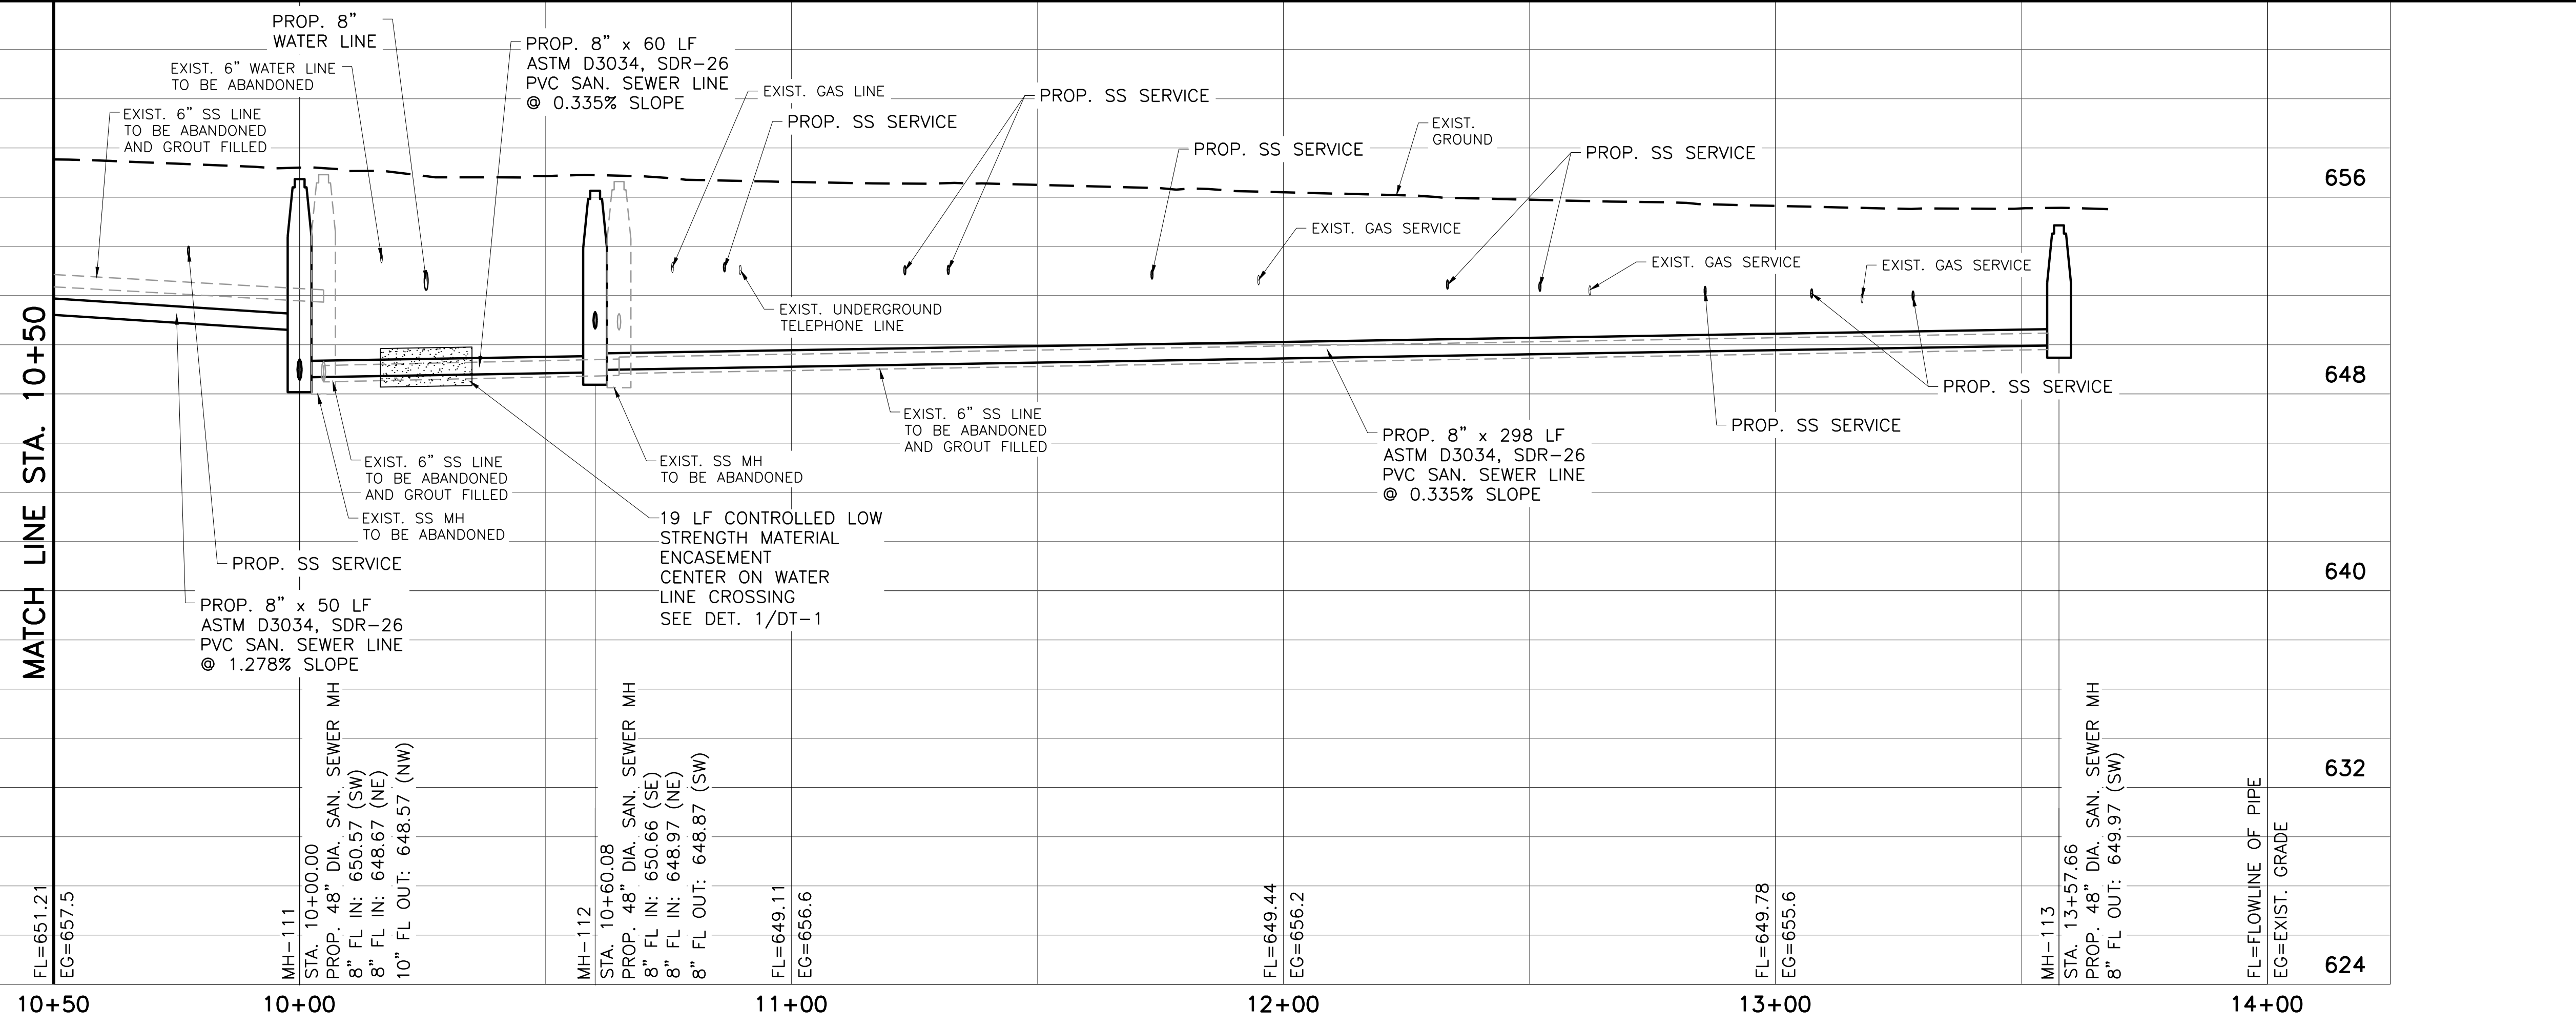 PROP. 8"
WATER LINE
EXIST. 6" WATER LINE
TO BE ABANDONED
EXIST. 6" SS LINE
TO BE ABANDONED
AND GROUT FILLED
PROP. 8" x 60 LF
ASTM D3034, SDR-26
PVC SAN. SEWER LINE
@ 0.335% SLOPE
EXIST. GAS LINE
PROP. SS SERVICE
PROP. SS SERVICE
PROP. SS SERVICE
EXIST.
GROUND
PROP. SS SERVICE
EXIST. GAS SERVICE
EXIST. GAS SERVICE
EXIST. GAS SERVICE
EXIST. UNDERGROUND
TELEPHONE LINE
656
648
640
632
624
MATCH LINE STA. 10+50
PROP. SS SERVICE
PROP. SS SERVICE
EXIST. 6" SS LINE
TO BE ABANDONED
AND GROUT FILLED
PROP. 8" x 298 LF
ASTM D3034, SDR-26
PVC SAN. SEWER LINE
@ 0.335% SLOPE
EXIST. 6" SS LINE
TO BE ABANDONED
AND GROUT FILLED
EXIST. SS MH
TO BE ABANDONED
EXIST. SS MH
TO BE ABANDONED
19 LF CONTROLLED LOW
STRENGTH MATERIAL
ENCASEMENT
CENTER ON WATER
LINE CROSSING
SEE DET. 1/DT-1
PROP. SS SERVICE
PROP. 8" x 50 LF
ASTM D3034, SDR-26
PVC SAN. SEWER LINE
@ 1.278% SLOPE
FL=651.21
EG=657.5
MH-111
STA. 10+00.00
PROP. 48" DIA. SAN. SEWER MH
8" FL IN: 650.57 (SW)
8" FL IN: 648.67 (NE)
10" FL OUT: 648.57 (NW)
MH-112
STA. 10+60.08
PROP. 48" DIA. SAN. SEWER MH
8" FL IN: 650.66 (SE)
8" FL IN: 648.97 (NE)
8" FL OUT: 648.87 (SW)
FL=649.11
EG=656.6
FL=649.44
EG=656.2
FL=649.78
EG=655.6
MH-113
STA. 13+57.66
PROP. 48" DIA. SAN. SEWER MH
8" FL OUT: 649.97 (SW)
FL=FLOWLINE OF PIPE
EG=EXIST. GRADE
10+50
10+00
11+00
12+00
13+00
14+00